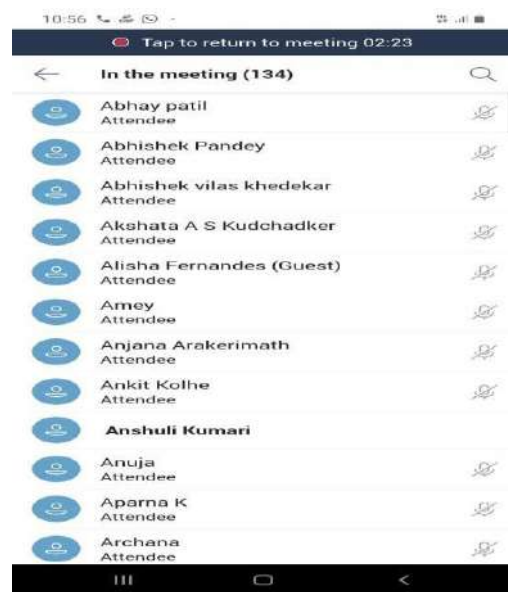 10:56
Tap to return to meeting 02:23
In the meeting (134)
Abhay patil
Attendee
Abhishek Pandey
Attendee
Abhishek vilas khedekar
Attendee
Akshata A S Kudchadker
Attendee
Alisha Fernandes (Guest)
Attendee
Amey
Attendee
Anjana Arakerimath
Attendee
Ankit Kolhe
Attendee
Anshuli Kumari
Anuja
Attendee
Aparna K
Attendee
Archana
Attendee